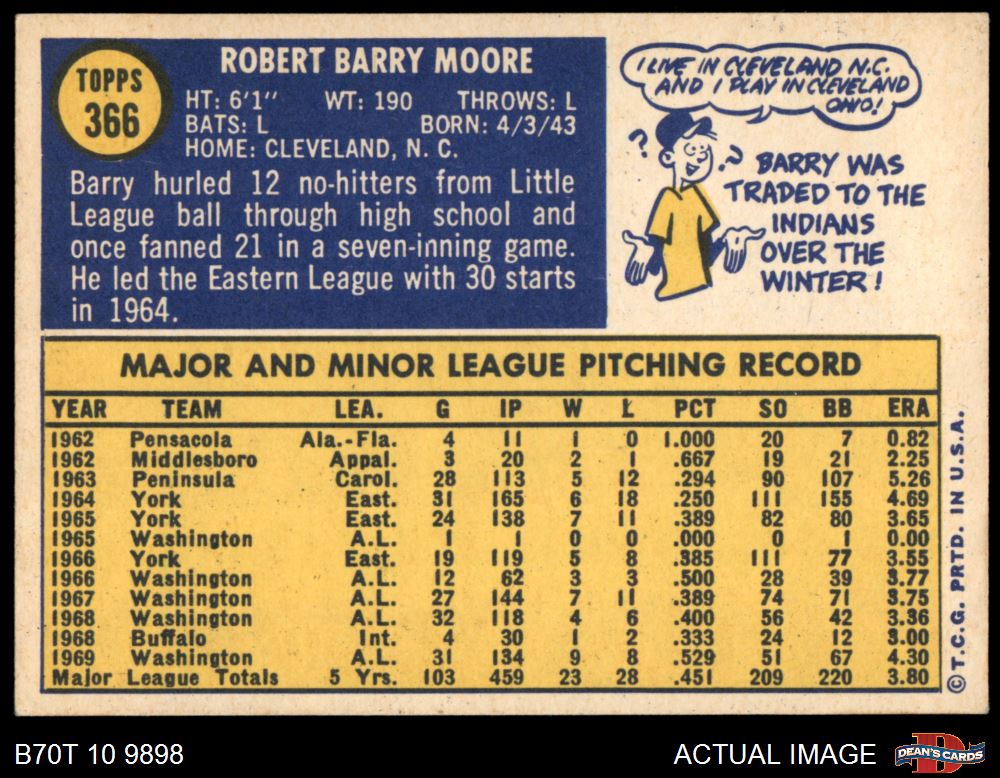 TOPPS
366
ROBERT BARRY MOORE
HT: 6'1" WT: 190 THROWS: L
BATS: L BORN: 4/3/43
HOME: CLEVELAND, N. C.
Barry hurled 12 no-hitters from Little
League ball through high school and
once fanned 21 in a seven-inning game.
He led the Eastern League with 30 starts
in 1964.
I LIVE IN CLEVELAND N.C.
AND I PLAY IN CLEVELAND
OHIO!
? ?
BARRY WAS
TRADED TO THE
INDIANS
OVER THE
WINTER!
MAJOR AND MINOR LEAGUE PITCHING RECORD
YEAR TEAM LEA. G IP W L PCT SO BB ERA
1962 Pensacola Ala.-Fla. 4 11 1 0 1.000 20 7 0.82
1962 Middlesboro Appal. 3 20 2 1 .667 19 21 2.25
1963 Peninsula Carol. 28 113 5 12 .294 90 107 5.26
1964 York East. 31 165 6 18 .250 111 155 4.69
1965 York East. 24 138 7 11 .389 82 80 3.65
1965 Washington A.L. 1 1 0 0 .000 0 1 0.00
1966 York East. 19 119 5 8 .385 111 77 3.55
1966 Washington A.L. 12 62 3 3 .500 28 39 3.77
1967 Washington A.L. 27 144 7 11 .389 74 71 3.75
1968 Washington A.L. 32 118 4 6 .400 56 42 3.36
1968 Buffalo Int. 4 30 1 2 .333 24 12 3.00
1969 Washington A.L. 31 134 9 8 .529 51 67 4.30
Major League Totals 5 Yrs. 103 459 23 28 .451 209 220 3.80
© T.C.G. PRTD. IN U.S.A.
B70T 10 9898
ACTUAL IMAGE
DEAN'S CARDS